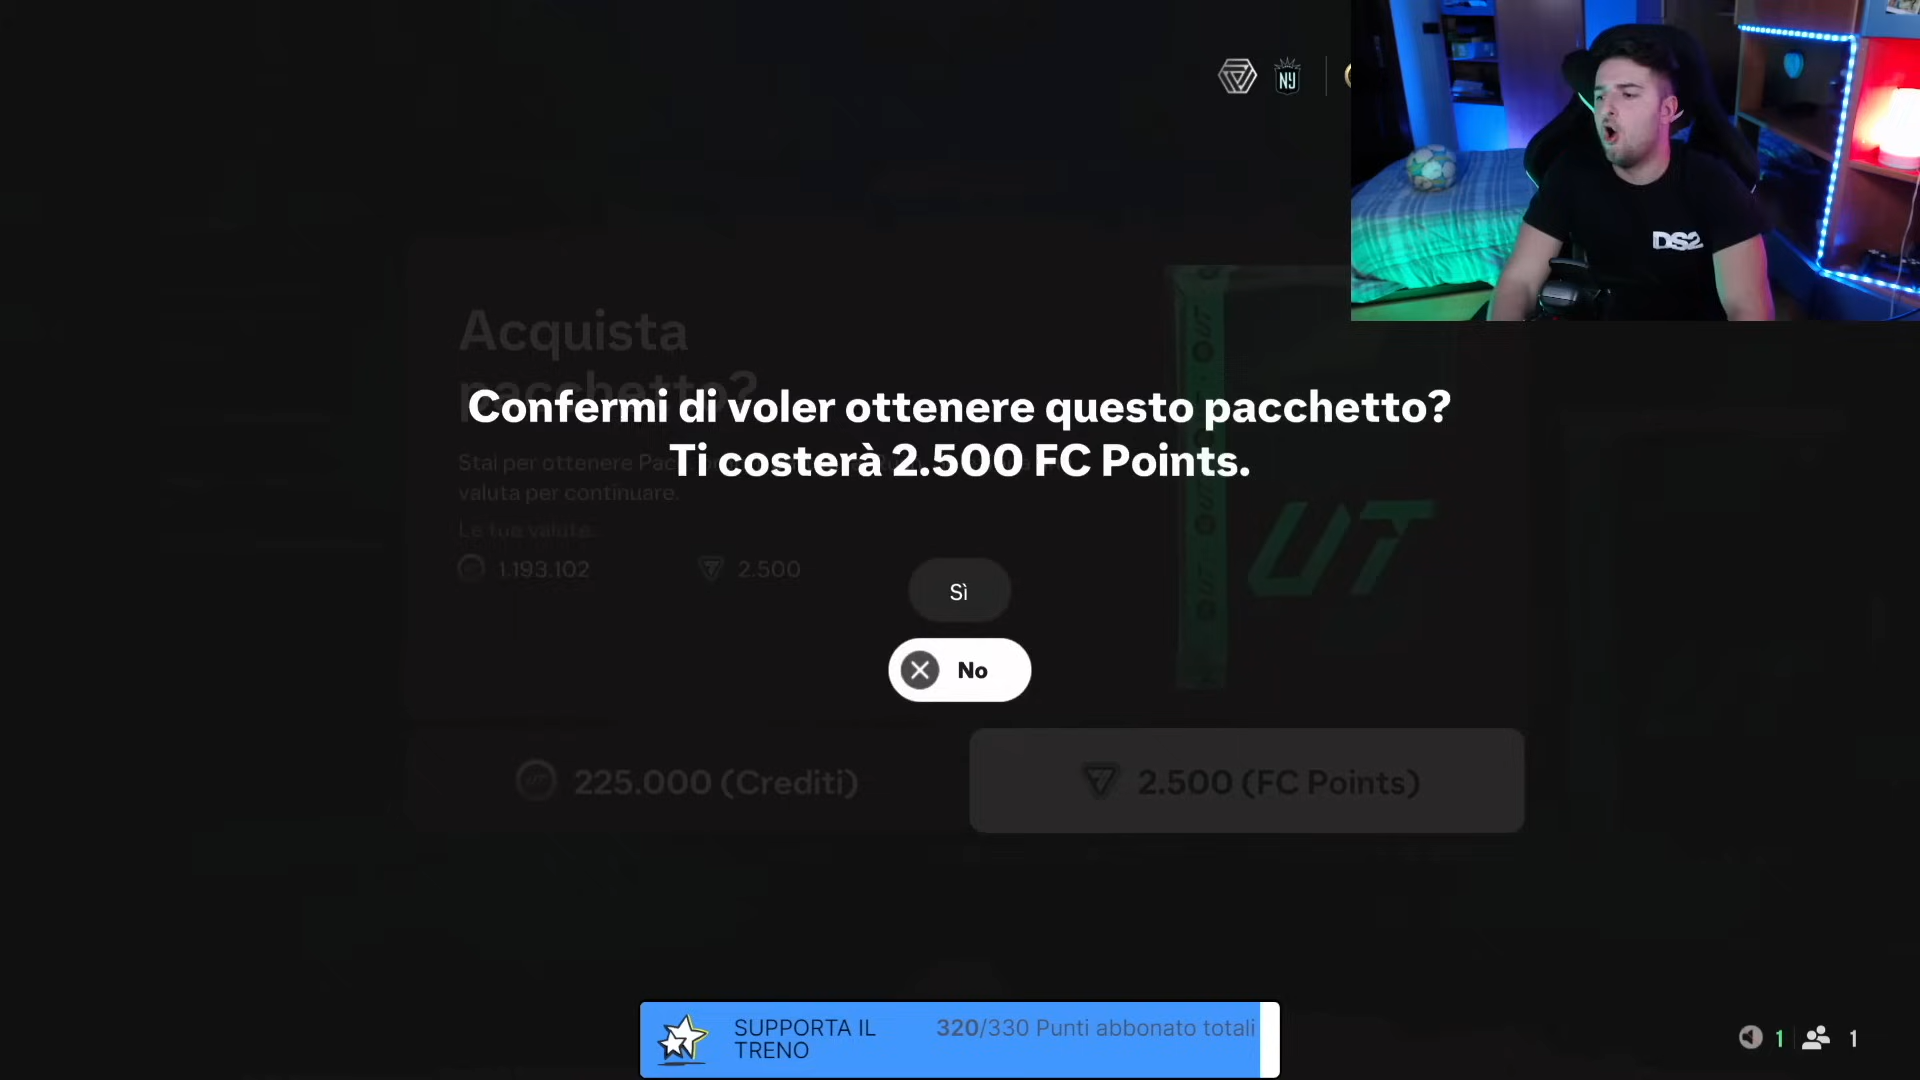 NY
DS2
Acquista
pacchetto?
Confermi di voler ottenere questo pacchetto?
Ti costerà 2.500 FC Points.
Stai per ottenere
valuta per continuare.
Le tue valute:
1.193.102
2.500
UT
Sì
No
225.000 (Crediti)
2.500 (FC Points)
SUPPORTA IL
TRENO
320/330 Punti abbonato totali
1
1